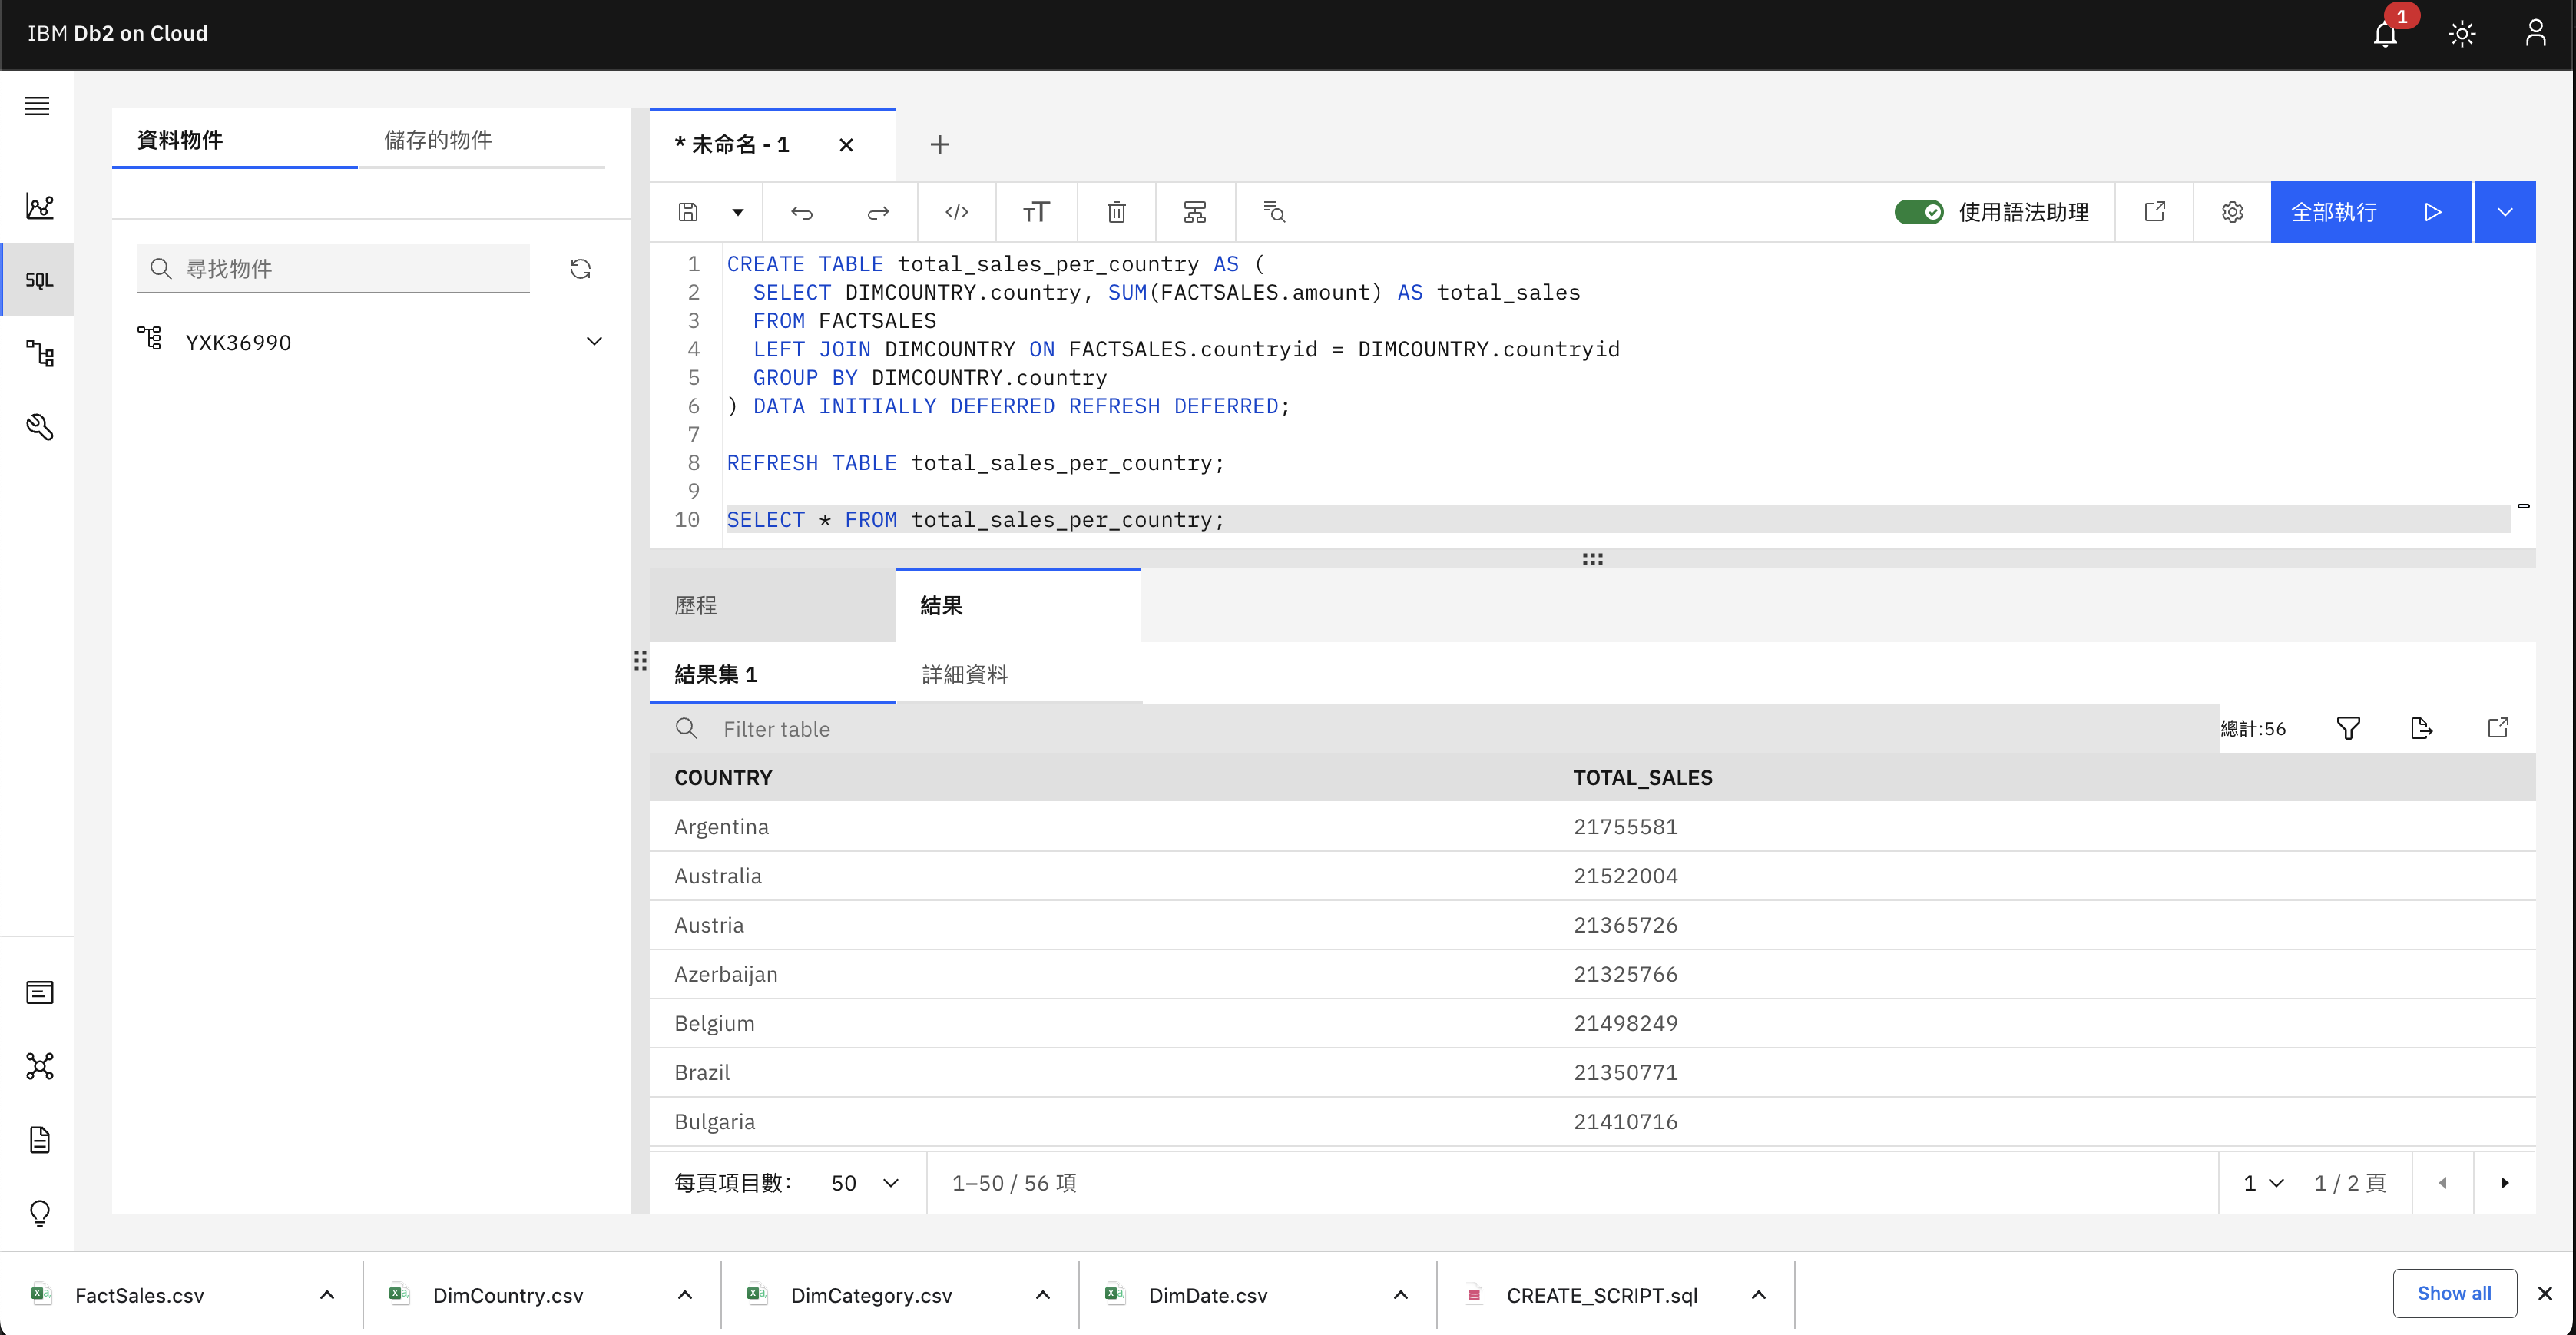 IBM Db2 on Cloud
1
資料物件
儲存的物件
* 未命名 - 1
使用語法助理
全部執行
SQL
尋找物件
YXK36990
1 CREATE TABLE total_sales_per_country AS (
2 SELECT DIMCOUNTRY.country, SUM(FACTSALES.amount) AS total_sales
3 FROM FACTSALES
4 LEFT JOIN DIMCOUNTRY ON FACTSALES.countryid = DIMCOUNTRY.countryid
5 GROUP BY DIMCOUNTRY.country
6 ) DATA INITIALLY DEFERRED REFRESH DEFERRED;
7
8 REFRESH TABLE total_sales_per_country;
9
10 SELECT * FROM total_sales_per_country;
歷程
結果
結果集 1
詳細資料
Filter table
總計:56
COUNTRY TOTAL_SALES
Argentina 21755581
Australia 21522004
Austria 21365726
Azerbaijan 21325766
Belgium 21498249
Brazil 21350771
Bulgaria 21410716
每頁項目數: 50 1–50 / 56 項 1 1 / 2 頁
FactSales.csv DimCountry.csv DimCategory.csv DimDate.csv CREATE_SCRIPT.sql Show all